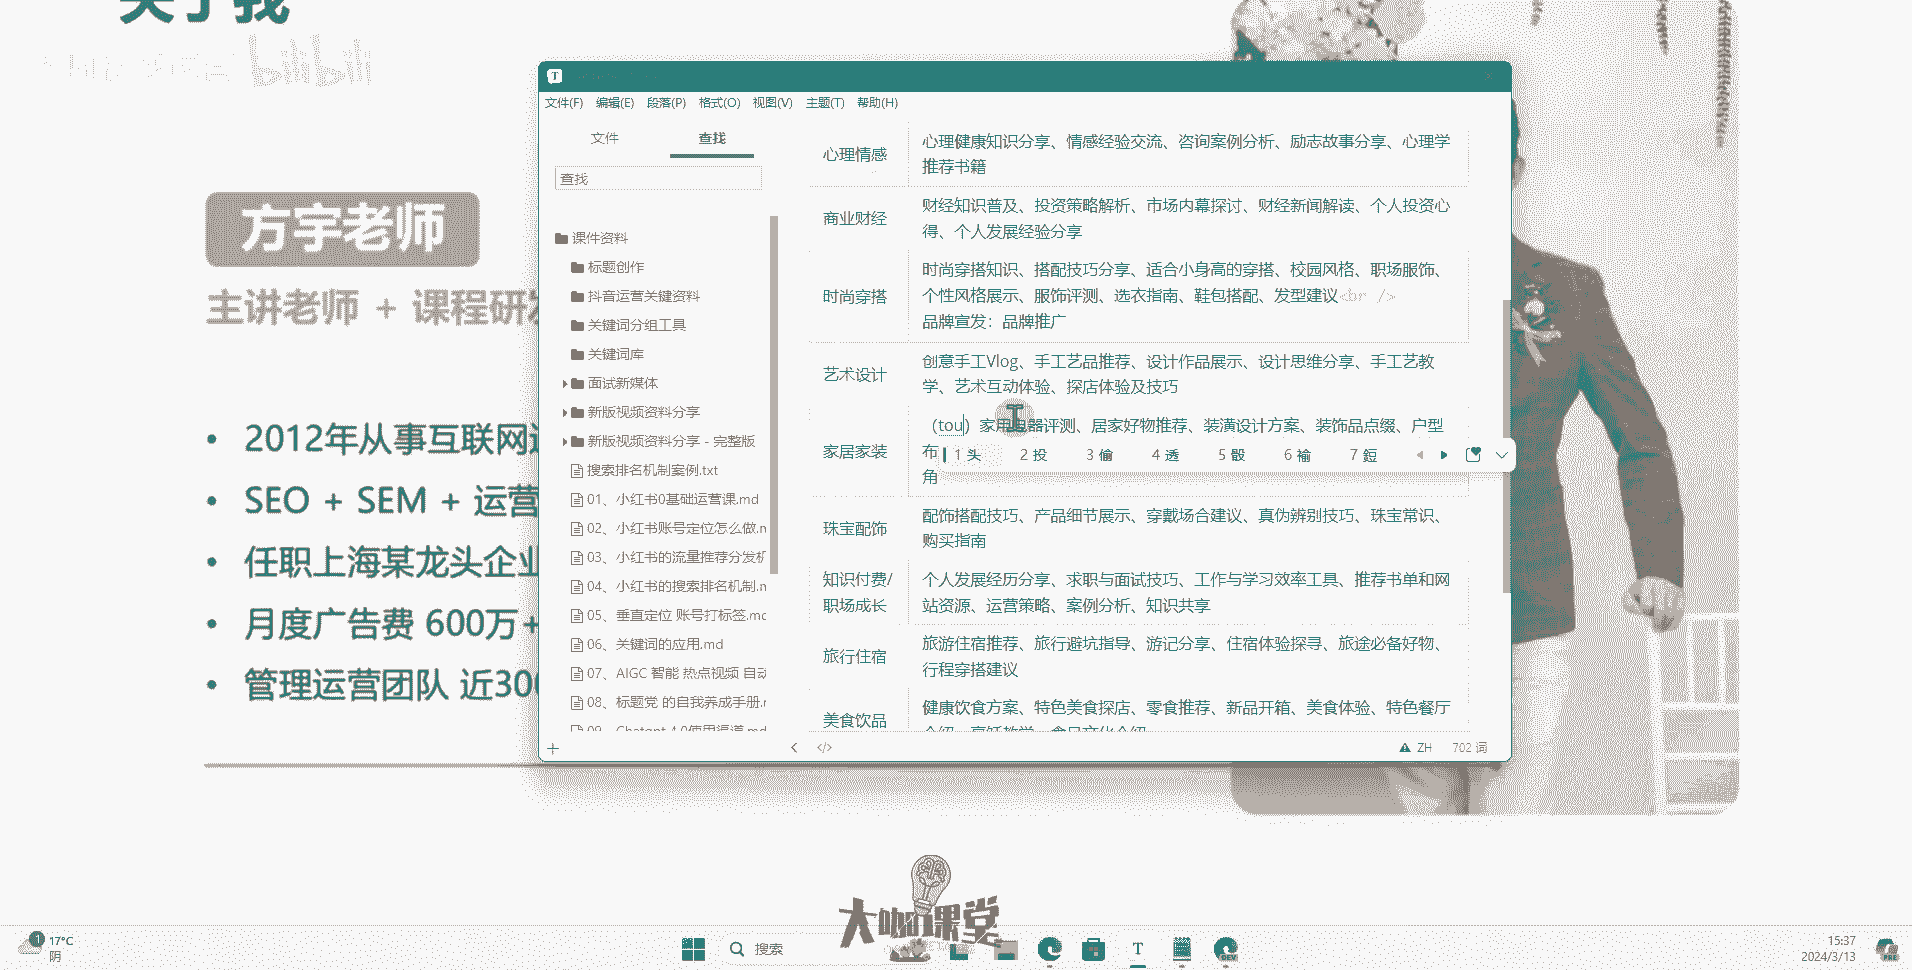 关于我
bilibili
方宇老师
主讲老师 + 课程研发
2012年从事互联网
SEO + SEM + 运营
任职上海某龙头企业
月度广告费 600万+
管理运营团队 近300
文件(F) 编辑(E) 段落(P) 格式(O) 视图(V) 主题(T) 帮助(H)
文件 查找
查找
课件资料
标题创作
抖音运营关键资料
关键词分组工具
关键词库
面试新媒体
新版视频资料分享
新版视频资料分享 - 完整版
搜索排名机制案例.txt
01、小红书0基础运营课.md
02、小红书账号定位怎么做.m
03、小红书的流量推荐分发机
04、小红书的搜索排名机制.m
05、垂直定位 账号打标签.md
06、关键词的应用.md
07、AIGC 智能 热点视频 自动
08、标题党 的自我养成手册.m
09、Chatgpt 4.0使用渠道.md
心理情感
心理健康知识分享、情感经验交流、咨询案例分析、励志故事分享、心理学
推荐书籍
商业财经
财经知识普及、投资策略解析、市场内幕探讨、财经新闻解读、个人投资心
得、个人发展经验分享
时尚穿搭
时尚穿搭知识、搭配技巧分享、适合小身高的穿搭、校园风格、职场服饰、
个性风格展示、服饰评测、选衣指南、鞋包搭配、发型建议<br />
品牌宣发：品牌推广
艺术设计
创意手工Vlog、手工艺品推荐、设计作品展示、设计思维分享、手工艺教
学、艺术互动体验、探店体验及技巧
家居家装
（tou）家用电器评测、居家好物推荐、装潢设计方案、装饰品点缀、户型
布
角
1 头 2 投 3 偷 4 透 5 骰 6 褕 7 鋀
珠宝配饰
配饰搭配技巧、产品细节展示、穿戴场合建议、真伪辨别技巧、珠宝常识、
购买指南
知识付费/
职场成长
个人发展经历分享、求职与面试技巧、工作与学习效率工具、推荐书单和网
站资源、运营策略、案例分析、知识共享
旅行住宿
旅游住宿推荐、旅行避坑指导、游记分享、住宿体验探寻、旅途必备好物、
行程穿搭建议
美食饮品
健康饮食方案、特色美食探店、零食推荐、新品开箱、美食体验、特色餐厅
介绍、烹饪教学、食品文化介绍
</> ZH 702 词
大咖课堂
1 17°C
阴
搜索
T
DEV
15:37
2024/3/13
PRE